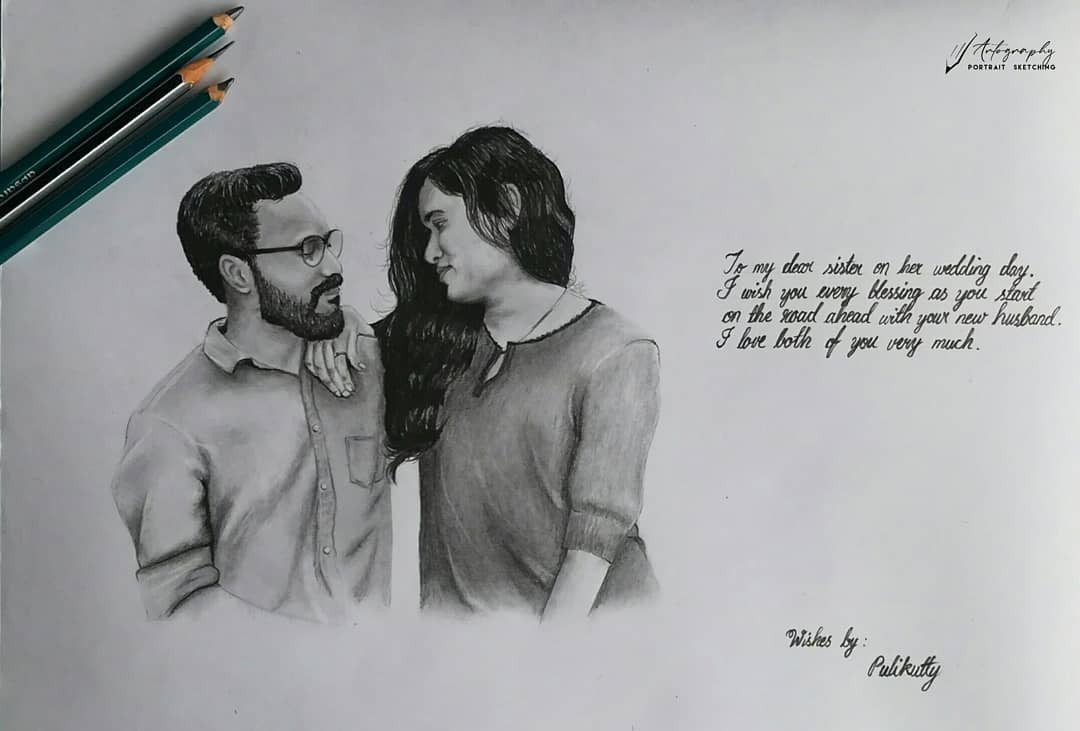 Artography
PORTRAIT SKETCHING
To my dear sister on her wedding day.
I wish you every blessing as you start
on the road ahead with your new husband.
I love both of you very much.
Wishes by:
Pulikutty